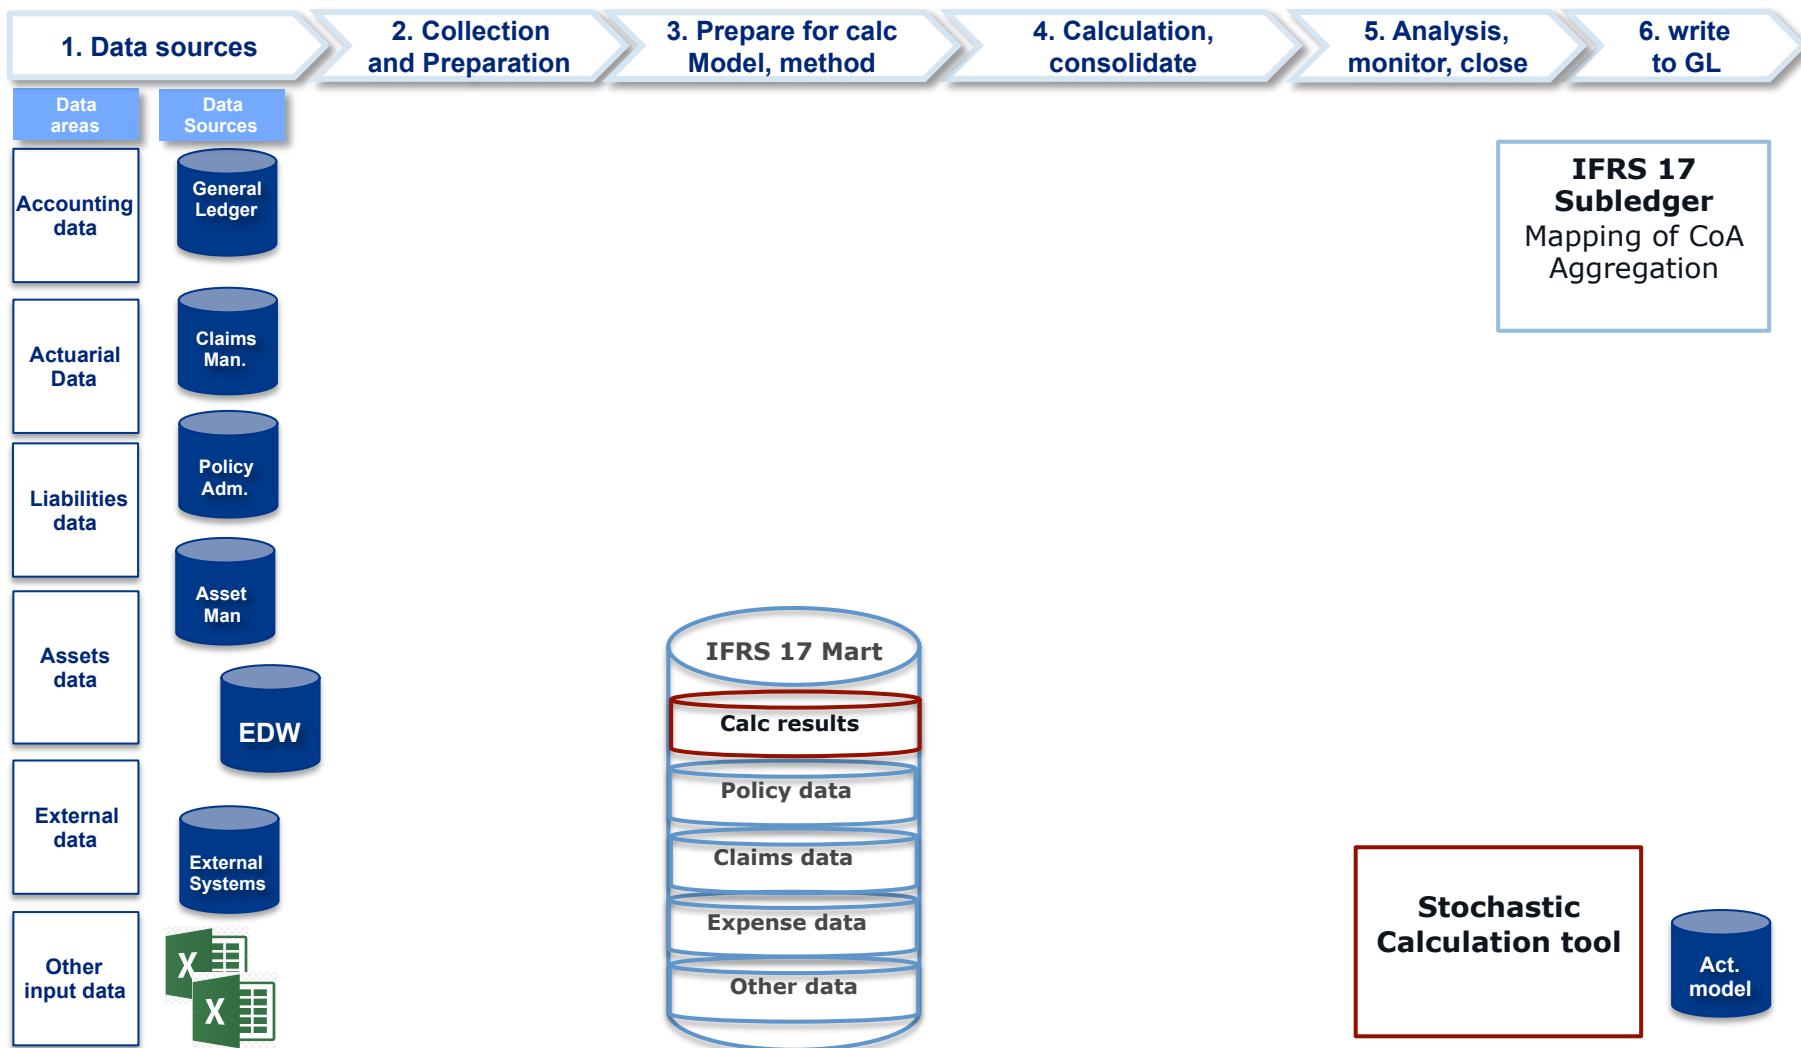 1. Data sources
2. Collection
and Preparation
3. Prepare for calc
Model, method
4. Calculation,
consolidate
5. Analysis,
monitor, close
6. write
to GL
Data
areas
Data
Sources
Accounting
data
General
Ledger
IFRS 17
Subledger
Mapping of CoA
Aggregation
Actuarial
Data
Claims
Man.
Liabilities
data
Policy
Adm.
Assets
data
Asset
Man
EDW
IFRS 17 Mart
Calc results
Policy data
Claims data
Expense data
Other data
External
data
External
Systems
Other
input data
X
X
Stochastic
Calculation tool
Act.
model